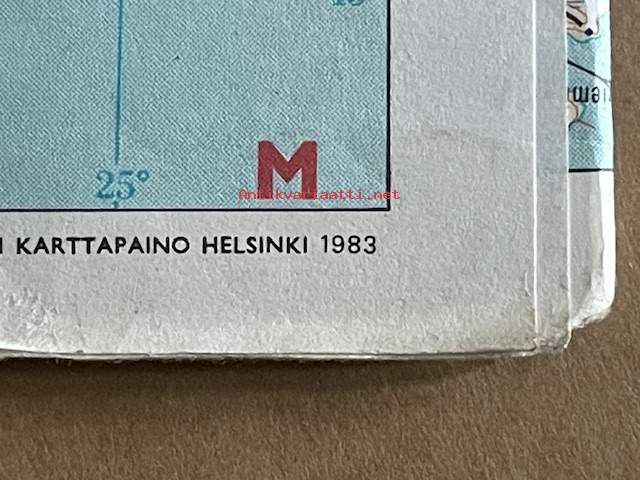 25°
M
Antikvariaatti.net
KARTTAPAINO HELSINKI 1983